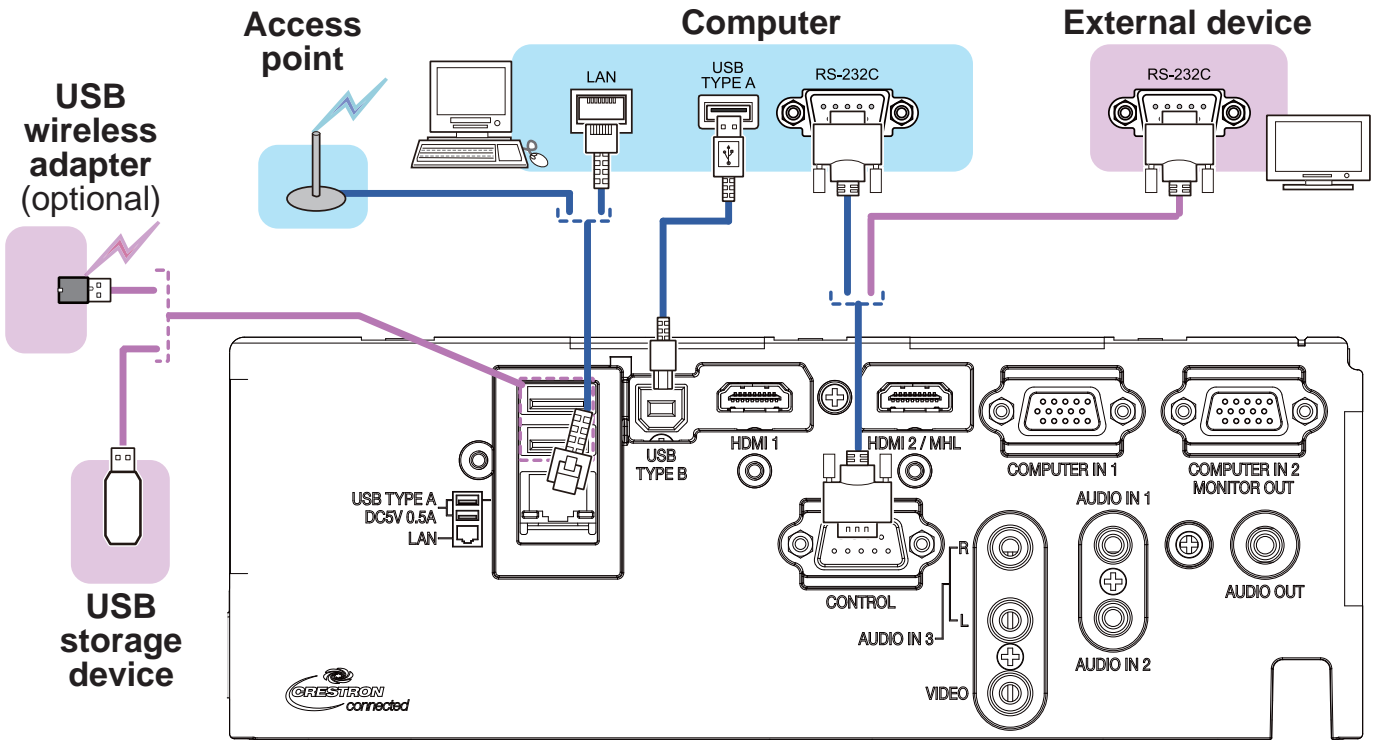 Access
point
Computer
External device
USB
wireless
adapter
(optional)
LAN
USB
TYPE A
RS-232C
RS-232C
USB
storage
device
USB TYPE A
DC5V 0.5A
LAN
USB
TYPE B
HDMI 1
HDMI 2 / MHL
COMPUTER IN 1
COMPUTER IN 2
MONITOR OUT
CONTROL
R
L
AUDIO IN 3
VIDEO
AUDIO IN 1
AUDIO IN 2
AUDIO OUT
CRESTRON
connected